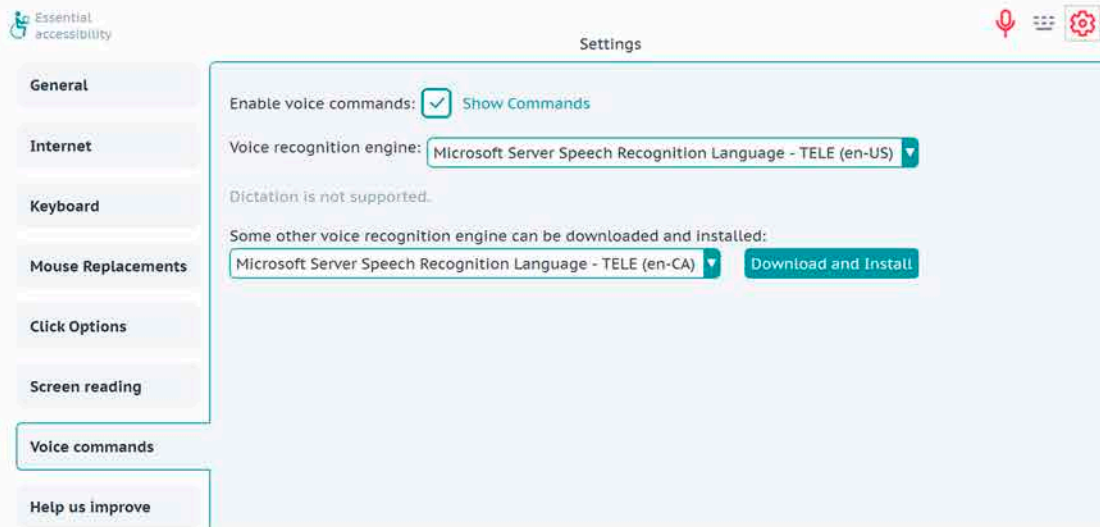 Essential
accessibility
Settings
General
Internet
Keyboard
Mouse Replacements
Click Options
Screen reading
Voice commands
Help us improve
Enable voice commands: Show Commands
Voice recognition engine: Microsoft Server Speech Recognition Language - TELE (en-US)
Dictation is not supported.
Some other voice recognition engine can be downloaded and installed:
Microsoft Server Speech Recognition Language - TELE (en-CA) Download and Install